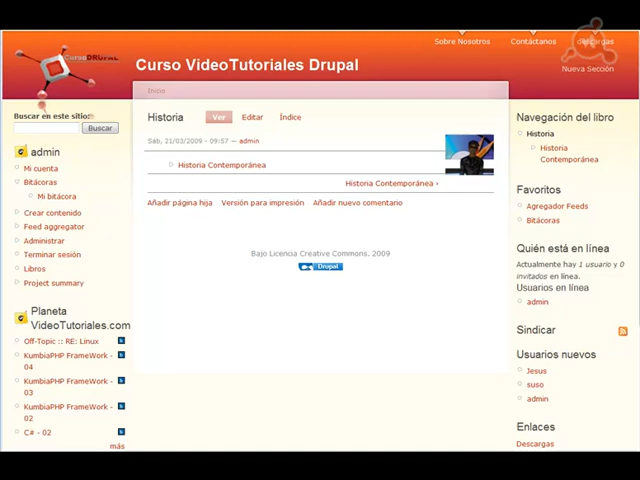 Sobre Nosotros
Contáctanos
descargas
Nueva Sección
CursoDRUPAL
Curso VideoTutoriales Drupal
Inicio
Buscar en este sitio:
Buscar
admin
Mi cuenta
Bitácoras
Mi bitácora
Crear contenido
Feed aggregator
Administrar
Terminar sesión
Libros
Project summary
Planeta
VideoTutoriales.com
Off-Topic :: RE: Linux
KumbiaPHP FrameWork -
04
KumbiaPHP FrameWork -
03
KumbiaPHP FrameWork -
02
C# - 02
más
Historia
Ver
Editar
Índice
Sáb, 21/03/2009 - 09:57 — admin
Historia Contemporánea
Historia Contemporánea ›
Añadir página hija
Versión para impresión
Añadir nuevo comentario
Bajo Licencia Creative Commons. 2009
Drupal
Navegación del libro
Historia
Historia
Contemporánea
Favoritos
Agregador Feeds
Bitácoras
Quién está en línea
Actualmente hay 1 usuario y 0
invitados en línea.
Usuarios en línea
admin
Sindicar
Usuarios nuevos
Jesus
suso
admin
Enlaces
Descargas